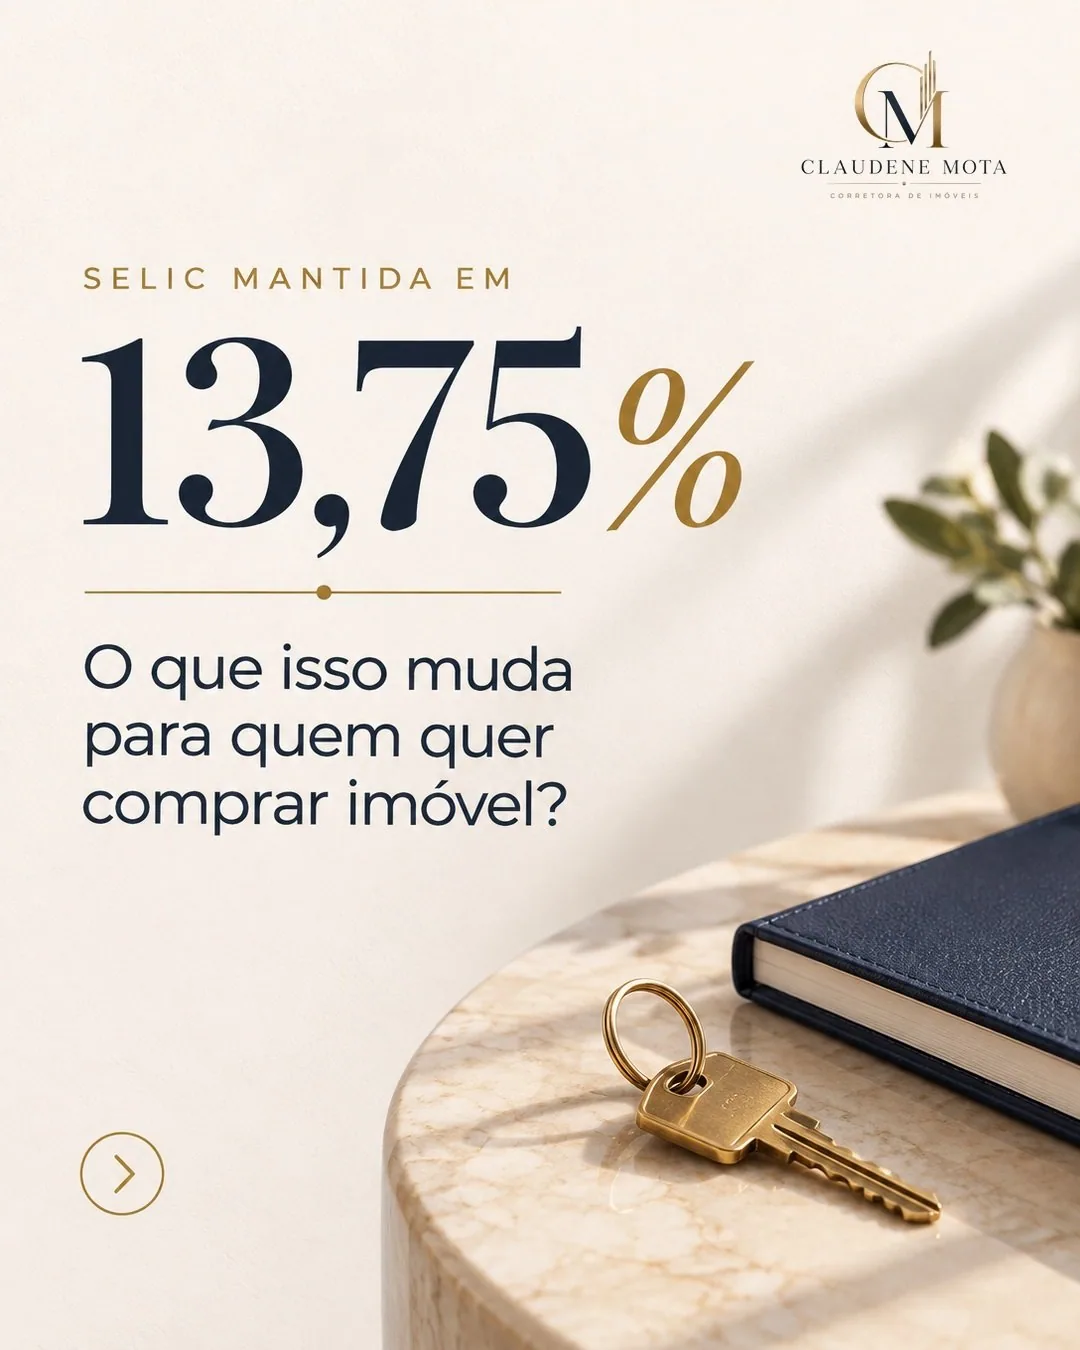 CM
CLAUDENE MOTA
CORRETORA DE IMÓVEIS
SELIC MANTIDA EM
13,75%
O que isso muda
para quem quer
comprar imóvel?